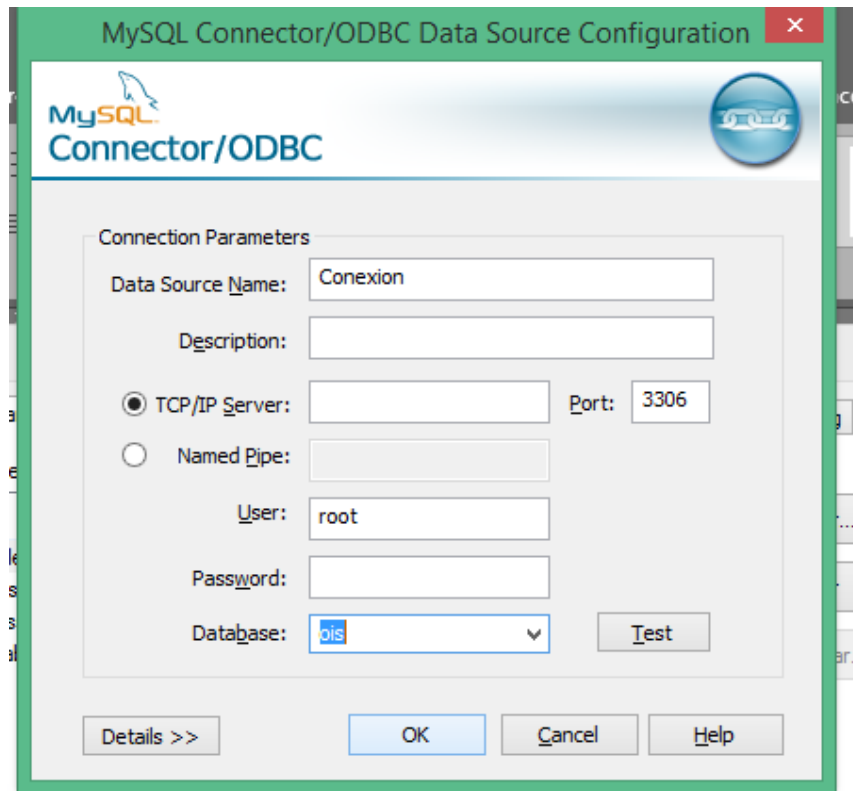 MySQL Connector/ODBC Data Source Configuration
MySQL
Connector/ODBC
Connection Parameters
Data Source Name: Conexion
Description:
TCP/IP Server: Port: 3306
Named Pipe:
User: root
Password:
Database: ois Test
Details >> OK Cancel Help